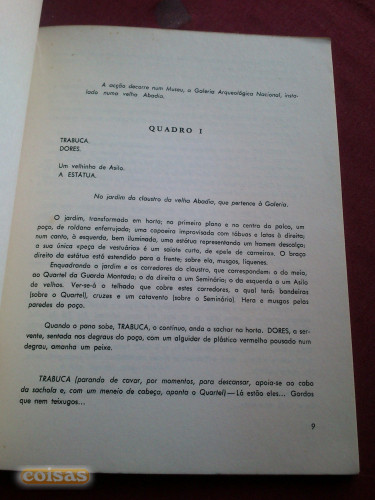 A acção decorre num Museu, a Galeria Arqueológica Nacional, insta-
lado numa velha Abadia.
QUADRO I
TRABUCA.
DORES.
Um velhinho de Asilo.
A ESTÁTUA.
No jardim do claustro da velha Abadia, que pertence à Galeria.
O jardim, transformado em horta; no primeiro plano e no centro do palco, um
poço, de roldana enferrujada; uma capoeira improvisada com tábuas e latas à direita;
num canto, à esquerda, bem iluminada, uma estátua representando um homem descalço;
a sua única «peça de vestuário» é um saiote curto, de «pele de carneiro». O braço
direito da estátua está estendido para a frente; sobre ela, musgos, líquenes.
Enquadrando o jardim e os corredores do claustro, que correspondem: o do meio,
ao Quartel da Guarda Montada; o da direita a um Seminário; o da esquerda a um Asilo
de velhos. Ver-se-á o telhado que cobre estes corredores, o qual terá: bandeiras
(sobre o Quartel), cruzes e um catavento (sobre o Seminário). Hera e musgos pelas
paredes do poço.
Quando o pano sobe, TRABUCA, o contínuo, anda a sachar na horta. DORES, a ser-
vente, sentada nos degraus do poço, com um alguidar de plástico vermelho pousado num
degrau, amanha um peixe.
TRABUCA (parando de cavar, por momentos, para descansar, apoia-se ao cabo
da sachola e, com um meneio de cabeça, aponta o Quartel) — Lá estão eles... Gordos
que nem teixugos...
9
coisas